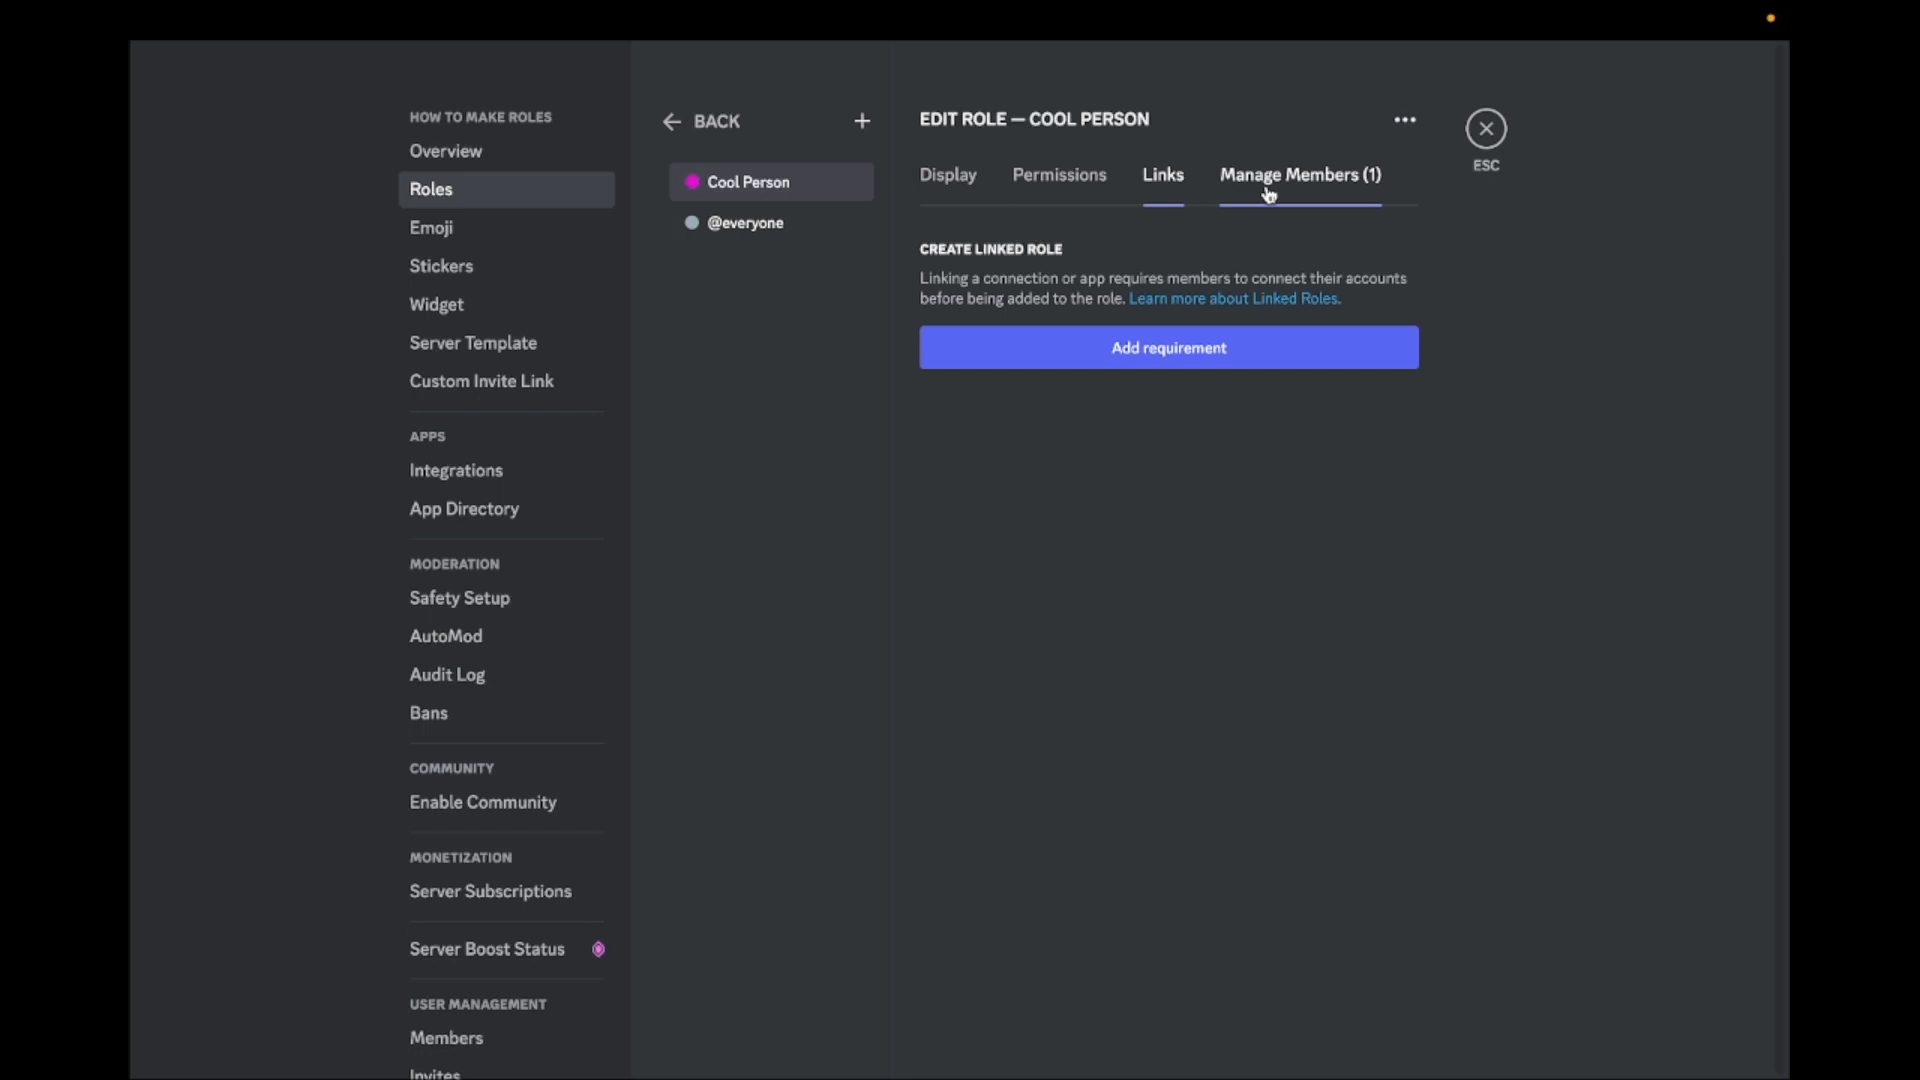 HOW TO MAKE ROLES
Overview
Roles
Emoji
Stickers
Widget
Server Template
Custom Invite Link
APPS
Integrations
App Directory
MODERATION
Safety Setup
AutoMod
Audit Log
Bans
COMMUNITY
Enable Community
MONETIZATION
Server Subscriptions
Server Boost Status
USER MANAGEMENT
Members
Invites
BACK
Cool Person
@everyone
EDIT ROLE — COOL PERSON
Display Permissions Links Manage Members (1)
CREATE LINKED ROLE
Linking a connection or app requires members to connect their accounts
before being added to the role. Learn more about Linked Roles.
Add requirement
ESC